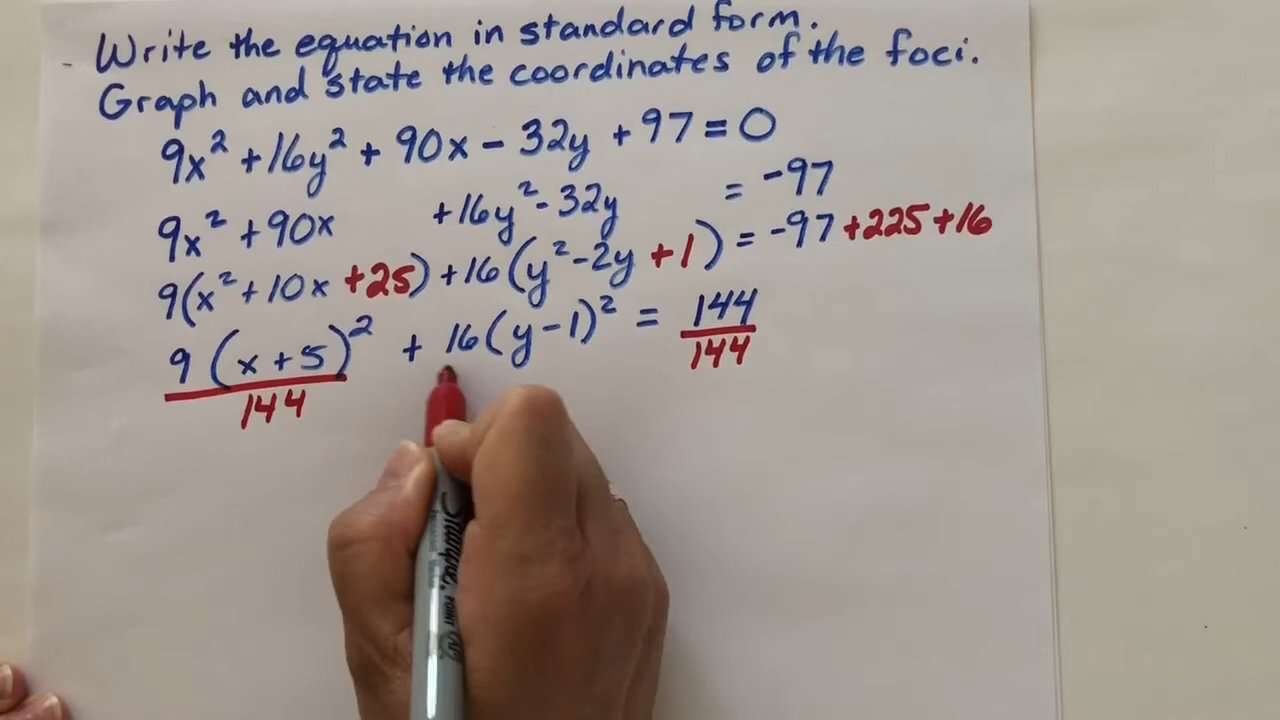 Write the equation in standard form.
Graph and state the coordinates of the foci.
9x² + 16y² + 90x - 32y + 97 = 0
9x² + 90x + 16y² - 32y = -97
9(x² + 10x + 25) + 16(y² - 2y + 1) = -97 + 225 + 16
9(x + 5)² + 16(y - 1)² = 144
144 144
Sharpie